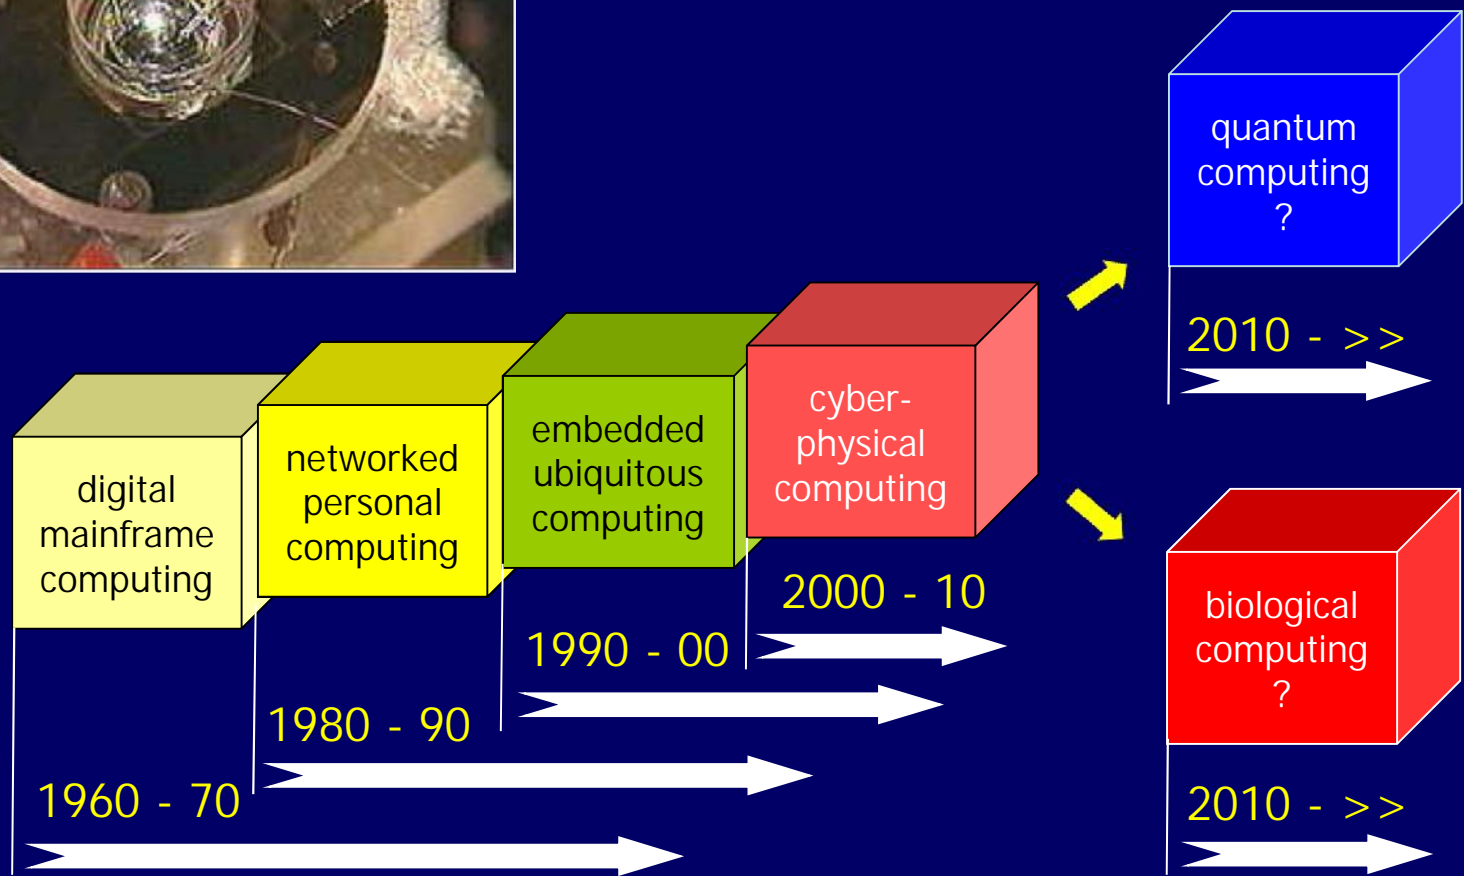 digital
mainframe
computing
1960 - 70
networked
personal
computing
1980 - 90
embedded
ubiquitous
computing
1990 - 00
cyber-
physical
computing
2000 - 10
quantum
computing
?
2010 - >>
biological
computing
?
2010 - >>